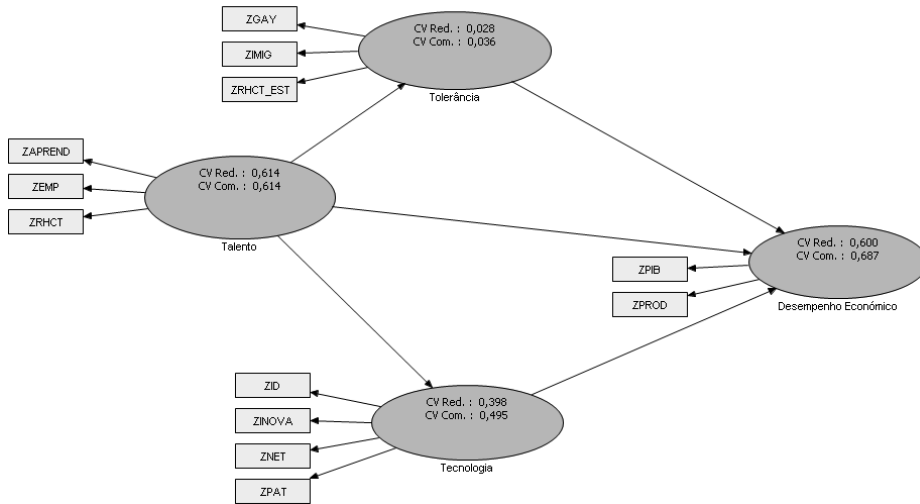 ZGAY
ZIMIG
ZRHCT_EST
CV Red. : 0,028
CV Com. : 0,036
Tolerância
ZAPREND
ZEMP
ZRHCT
CV Red. : 0,614
CV Com. : 0,614
Talento
ZPIB
ZPROD
CV Red. : 0,600
CV Com. : 0,687
Desempenho Económico
ZID
ZINOVA
ZNET
ZPAT
CV Red. : 0,398
CV Com. : 0,495
Tecnologia